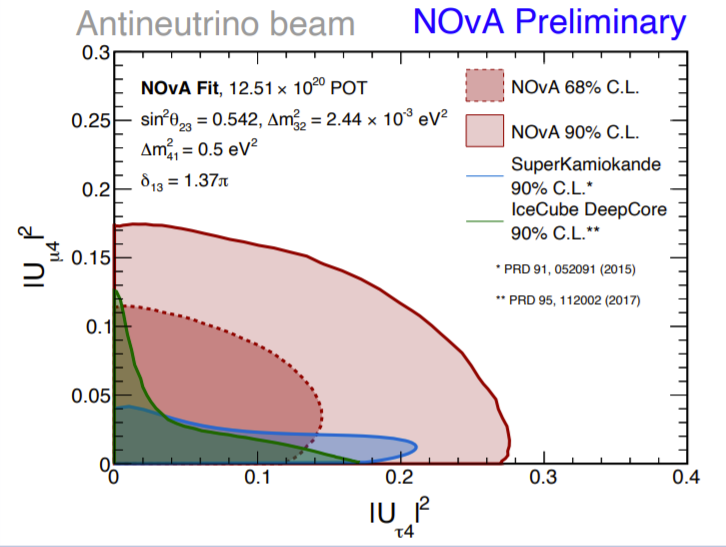 Antineutrino beam
NOvA Preliminary
NOvA Fit, 12.51 × 10²⁰ POT
sin²θ₂₃ = 0.542, Δm²₃₂ = 2.44 × 10⁻³ eV²
Δm²₄₁ = 0.5 eV²
δ₁₃ = 1.37π
NOvA 68% C.L.
NOvA 90% C.L.
SuperKamiokande
90% C.L.*
IceCube DeepCore
90% C.L.**
* PRD 91, 052091 (2015)
** PRD 95, 112002 (2017)
|U_μ4|²
0.3
0.25
0.2
0.15
0.1
0.05
0
0 0.1 0.2 0.3 0.4
|U_τ4|²